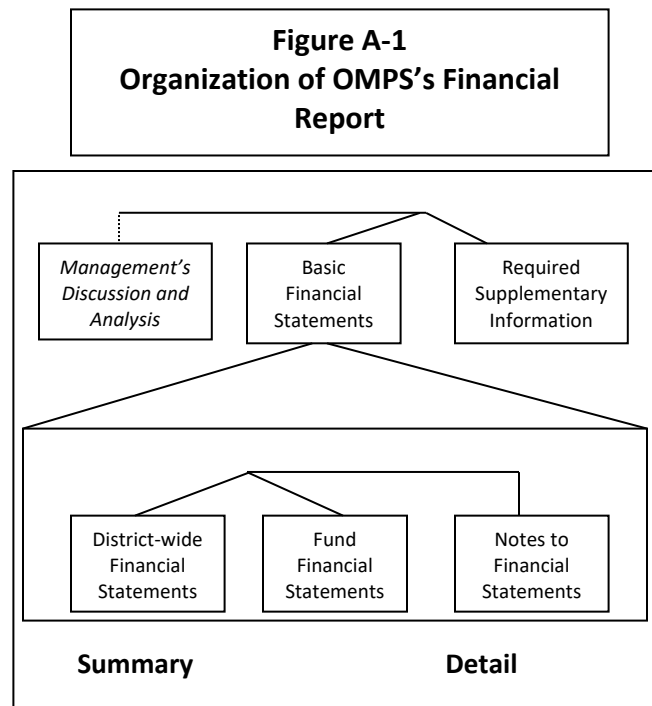 Figure A-1
Organization of OMPS’s Financial
Report
Management’s
Discussion and
Analysis
Basic
Financial
Statements
Required
Supplementary
Information
District-wide
Financial
Statements
Fund
Financial
Statements
Notes to
Financial
Statements
Summary
Detail